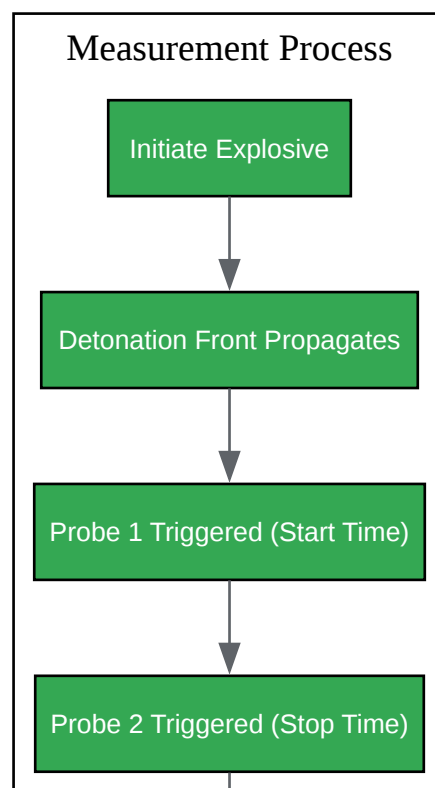 Measurement Process
Initiate Explosive
Detonation Front Propagates
Probe 1 Triggered (Start Time)
Probe 2 Triggered (Stop Time)